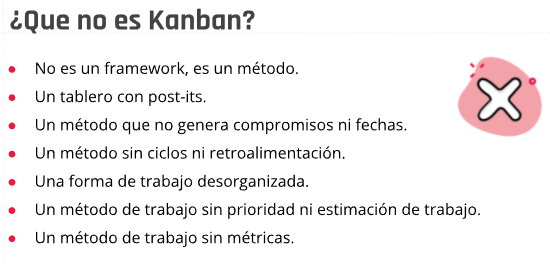 ¿Que no es Kanban?
No es un framework, es un método.
Un tablero con post-its.
Un método que no genera compromisos ni fechas.
Un método sin ciclos ni retroalimentación.
Una forma de trabajo desorganizada.
Un método de trabajo sin prioridad ni estimación de trabajo.
Un método de trabajo sin métricas.